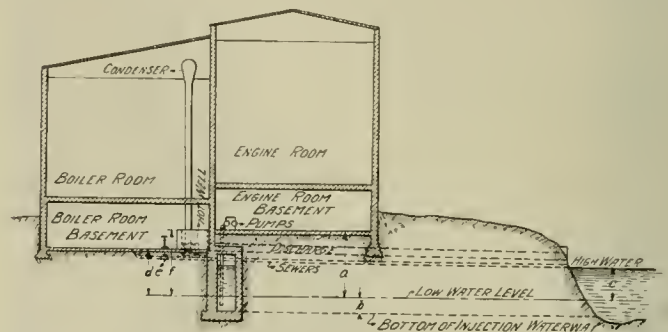 CONDENSER
ENGINE ROOM
BOILER ROOM
HOT WELL
ENGINE ROOM
BASEMENT
BOILER ROOM
BASEMENT
PUMPS
DISCHARGE
HIGH WATER
d e f
SEWERS
a
c
LOW WATER LEVEL
b
BOTTOM OF INJECTION WATERWAY